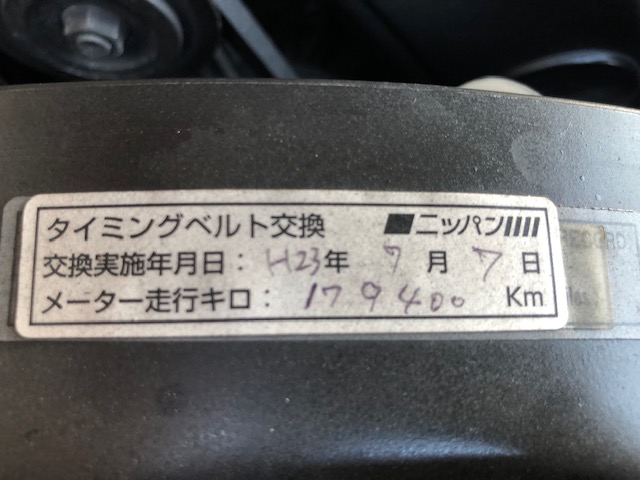 タイミングベルト交換 ニッパン
交換実施年月日：H23年 7月 7日
メーター走行キロ：179400 Km